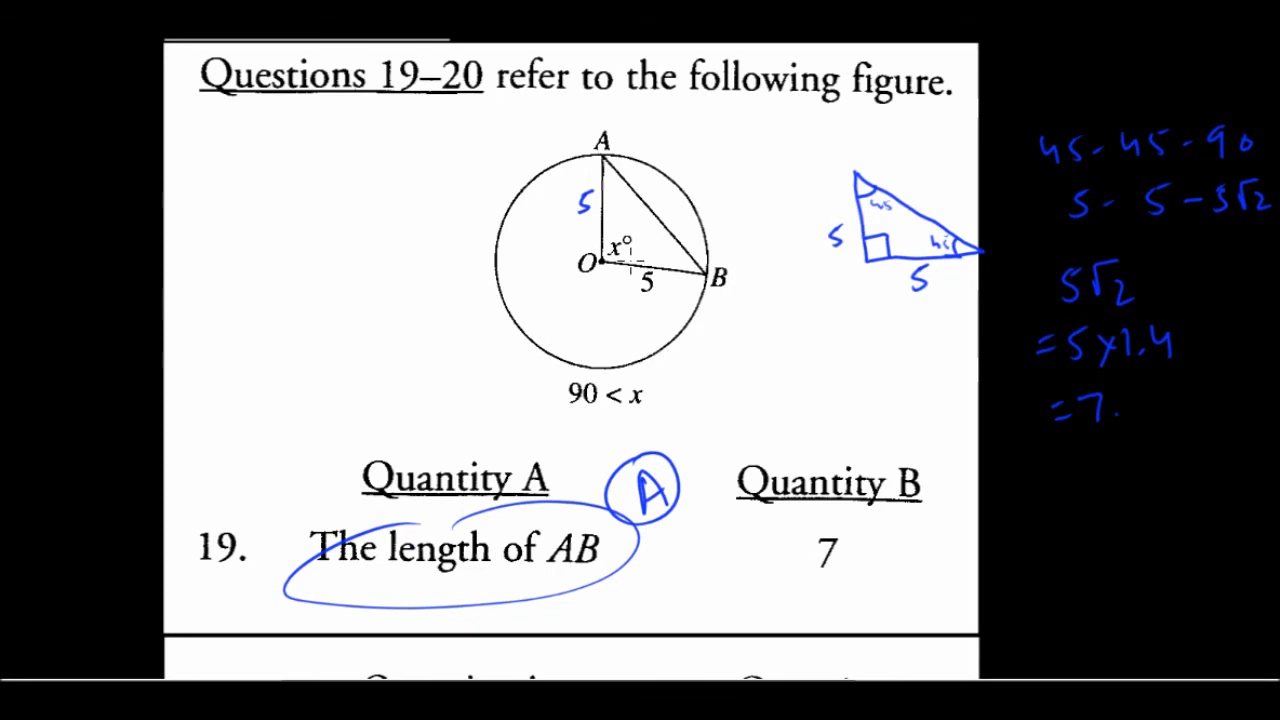 Questions 19–20 refer to the following figure.
A
5
x°
O
5
B
90 < x
45
45
5
5
45 - 45 - 90
5 - 5 - 5√2
5√2
= 5 × 1.4
= 7.
Quantity A
A
Quantity B
19. The length of AB
7